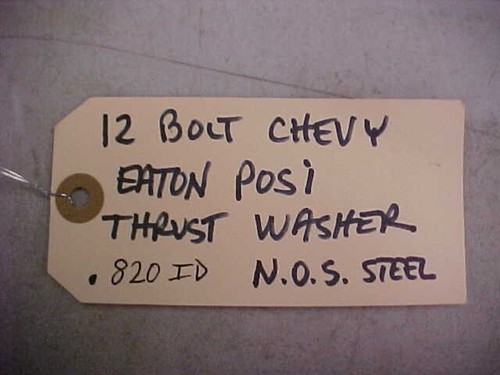 12 BOLT CHEVY
EATON POSi
THRUST WASHER
.820 ID N.O.S. STEEL